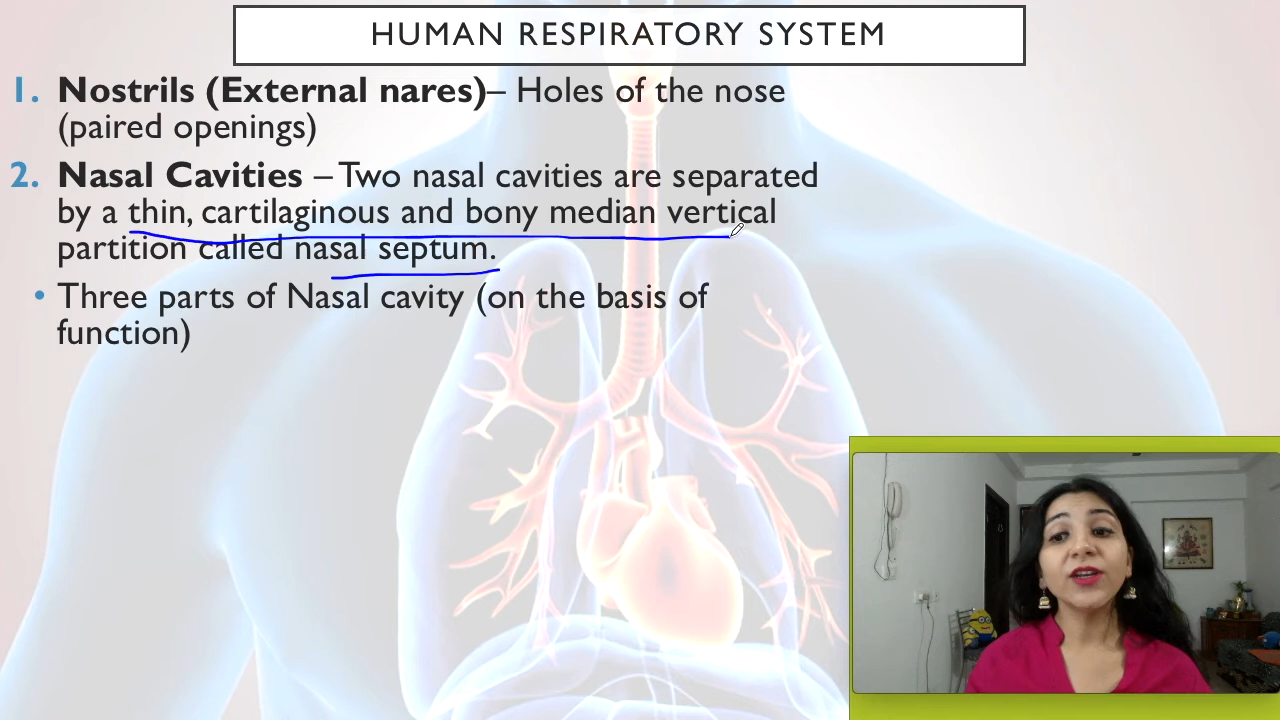 HUMAN RESPIRATORY SYSTEM
1. Nostrils (External nares)– Holes of the nose
(paired openings)
2. Nasal Cavities – Two nasal cavities are separated
by a thin, cartilaginous and bony median vertical
partition called nasal septum.
• Three parts of Nasal cavity (on the basis of
function)